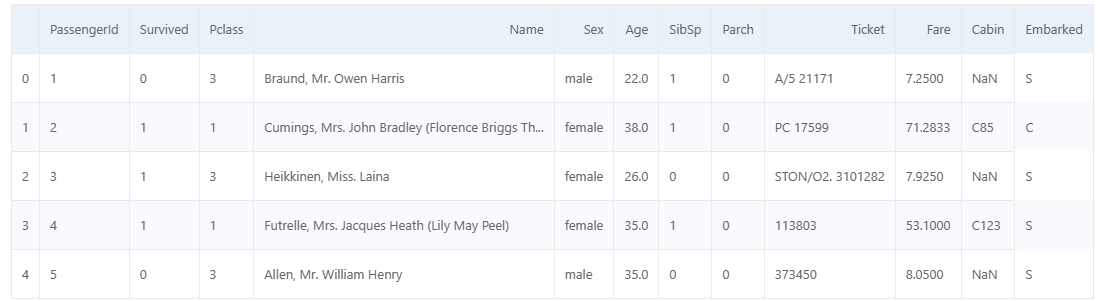 PassengerId Survived Pclass Name Sex Age SibSp Parch Ticket Fare Cabin Embarked
0 1 0 3 Braund, Mr. Owen Harris male 22.0 1 0 A/5 21171 7.2500 NaN S
1 2 1 1 Cumings, Mrs. John Bradley (Florence Briggs Th... female 38.0 1 0 PC 17599 71.2833 C85 C
2 3 1 3 Heikkinen, Miss. Laina female 26.0 0 0 STON/O2. 3101282 7.9250 NaN S
3 4 1 1 Futrelle, Mrs. Jacques Heath (Lily May Peel) female 35.0 1 0 113803 53.1000 C123 S
4 5 0 3 Allen, Mr. William Henry male 35.0 0 0 373450 8.0500 NaN S